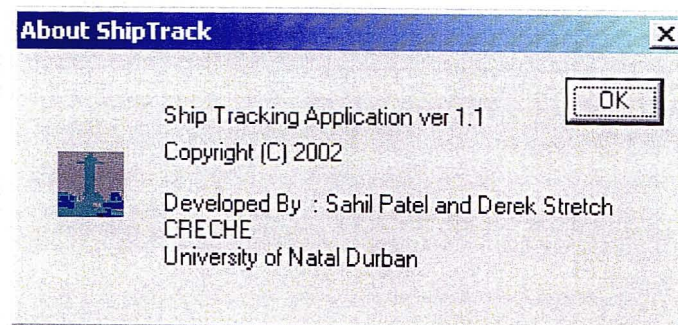 About ShipTrack
OK
Ship Tracking Application ver 1.1
Copyright (C) 2002
Developed By : Sahil Patel and Derek Stretch
CRECHE
University of Natal Durban